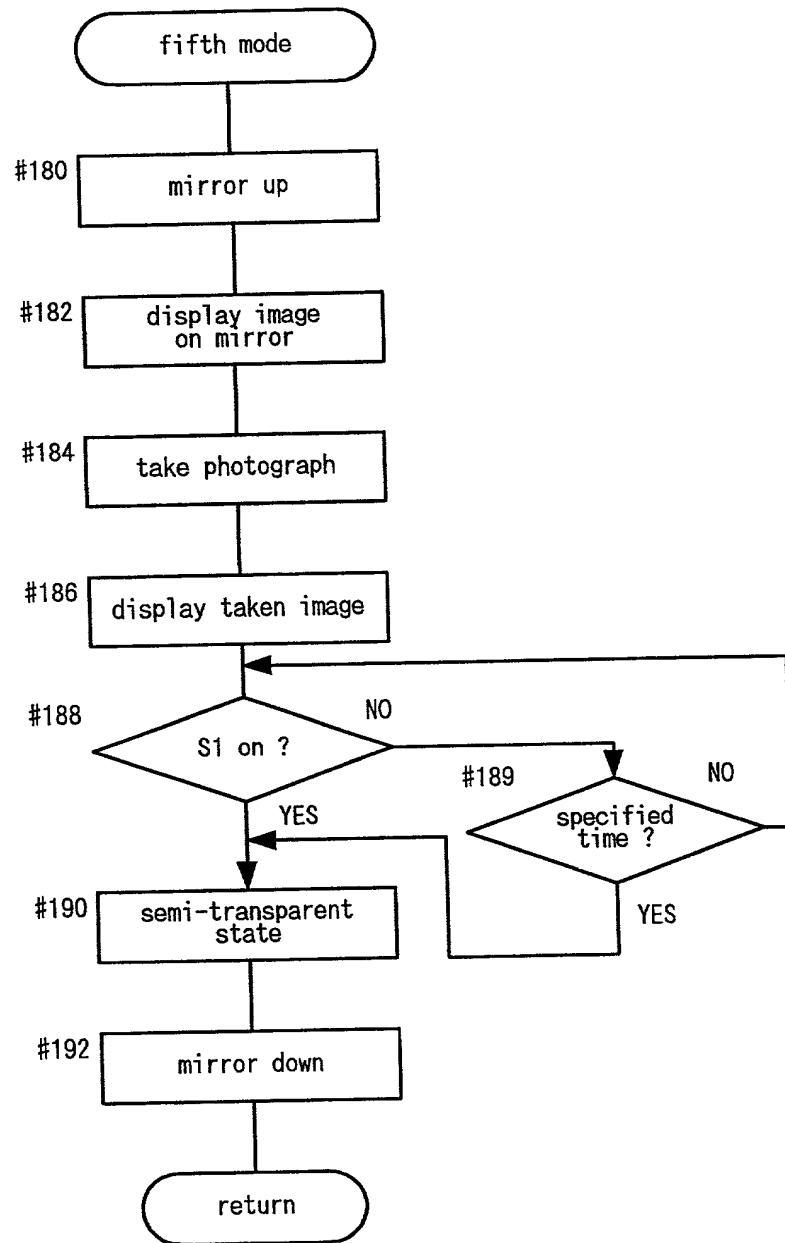 fifth mode
#180
mirror up
#182
display image
on mirror
#184
take photograph
#186
display taken image
#188
S1 on ?
NO
YES
#189
specified
time ?
NO
YES
#190
semi-transparent
state
#192
mirror down
return